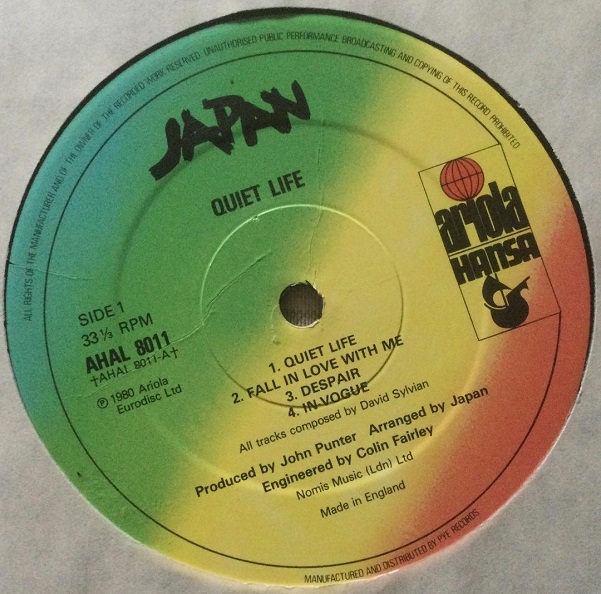 ALL RIGHTS OF THE MANUFACTURER AND OF THE OWNER OF THE RECORDED WORK RESERVED. UNAUTHORISED PUBLIC PERFORMANCE BROADCASTING AND COPYING OF THIS RECORD PROHIBITED
JAPAN
QUIET LIFE
ariola
HANSA
SIDE 1
33⅓ RPM
AHAL 8011
†AHAL 8011-A†
℗ 1980 Ariola
Eurodisc Ltd
1. QUIET LIFE
2. FALL IN LOVE WITH ME
3. DESPAIR
4. IN-VOGUE
All tracks composed by David Sylvian
Produced by John Punter Arranged by Japan
Engineered by Colin Fairley
Nomis Music (Ldn) Ltd
Made in England
MANUFACTURED AND DISTRIBUTED BY PYE RECORDS